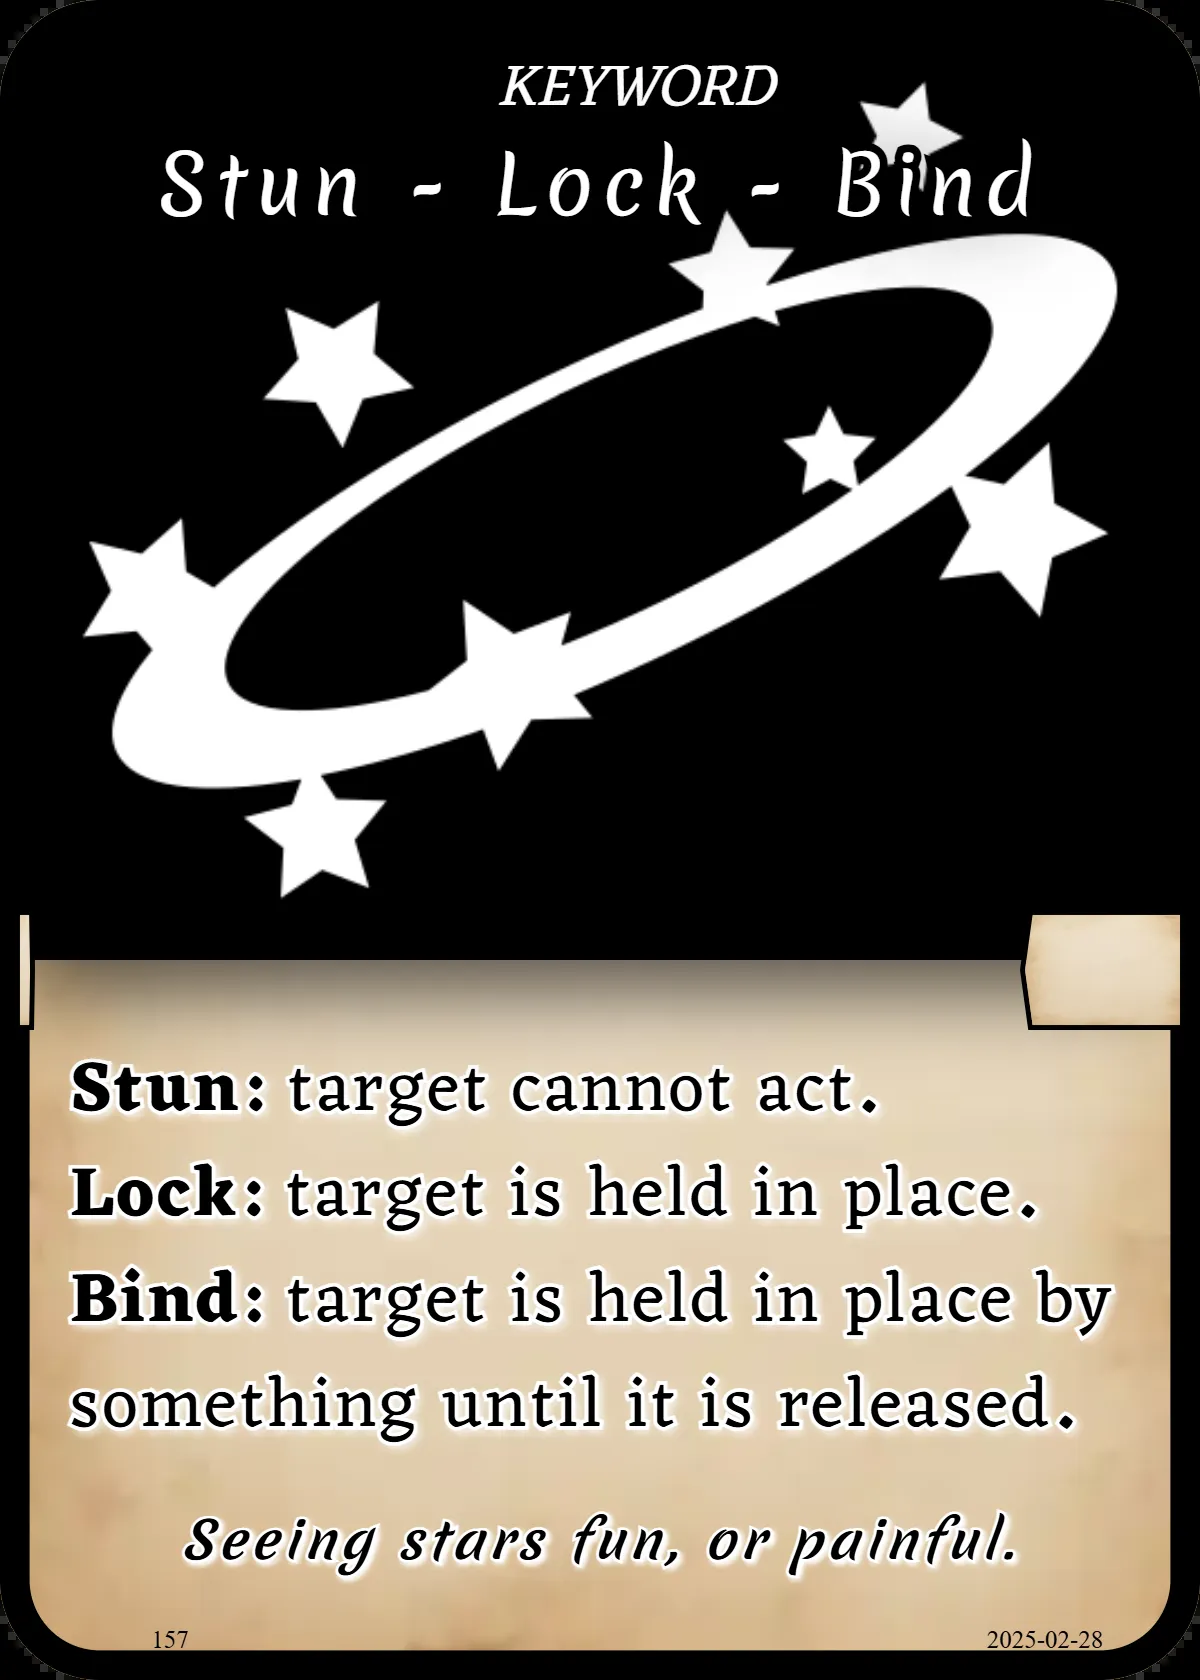 KEYWORD
Stun - Lock - Bind
Stun: target cannot act.
Lock: target is held in place.
Bind: target is held in place by
something until it is released.
Seeing stars fun, or painful.
157
2025-02-28